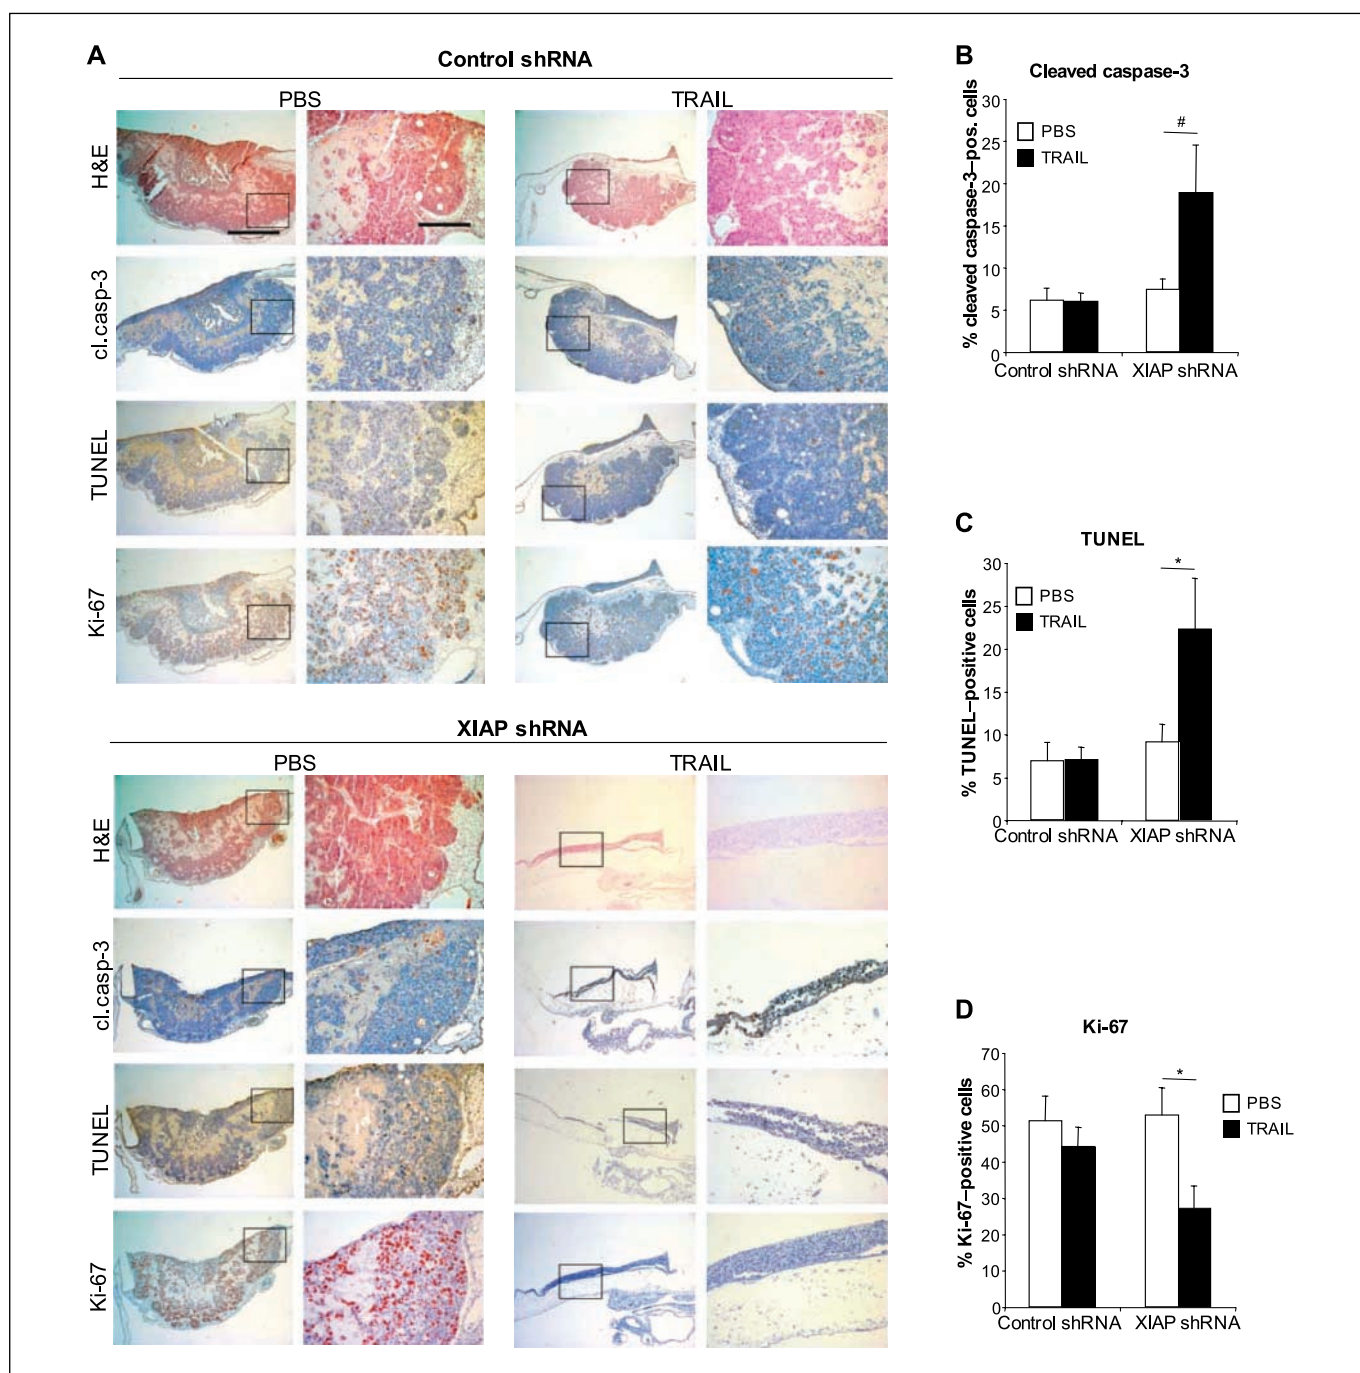 A
Control shRNA
PBS TRAIL
H&E
cl.casp-3
TUNEL
Ki-67
XIAP shRNA
PBS TRAIL
H&E
cl.casp-3
TUNEL
Ki-67
B
Cleaved caspase-3
% cleaved caspase-3–pos. cells
30
25
20
15
10
5
0
PBS
TRAIL
#
Control shRNA XIAP shRNA
C
TUNEL
% TUNEL–positive cells
30
25
20
15
10
5
0
PBS
TRAIL
*
Control shRNA XIAP shRNA
D
Ki-67
% Ki-67–positive cells
70
60
50
40
30
20
10
0
*
PBS
TRAIL
Control shRNA XIAP shRNA